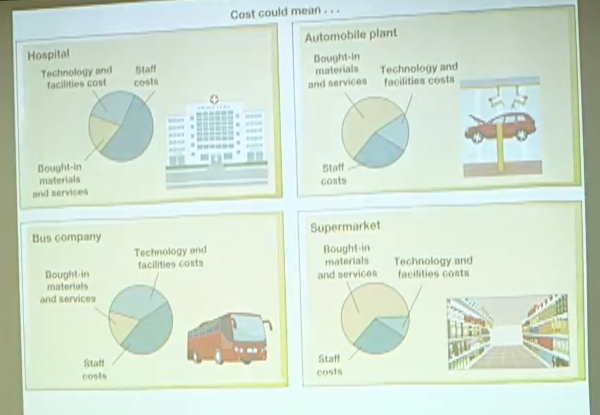 Cost could mean . . .
Hospital
Technology and
facilities cost
Staff
costs
Bought-in
materials
and services
Automobile plant
Bought-in
materials
and services
Technology and
facilities costs
Staff
costs
Bus company
Technology and
facilities costs
Bought-in
materials
and services
Staff
costs
Supermarket
Bought-in
materials
and services
Technology and
facilities costs
Staff
costs